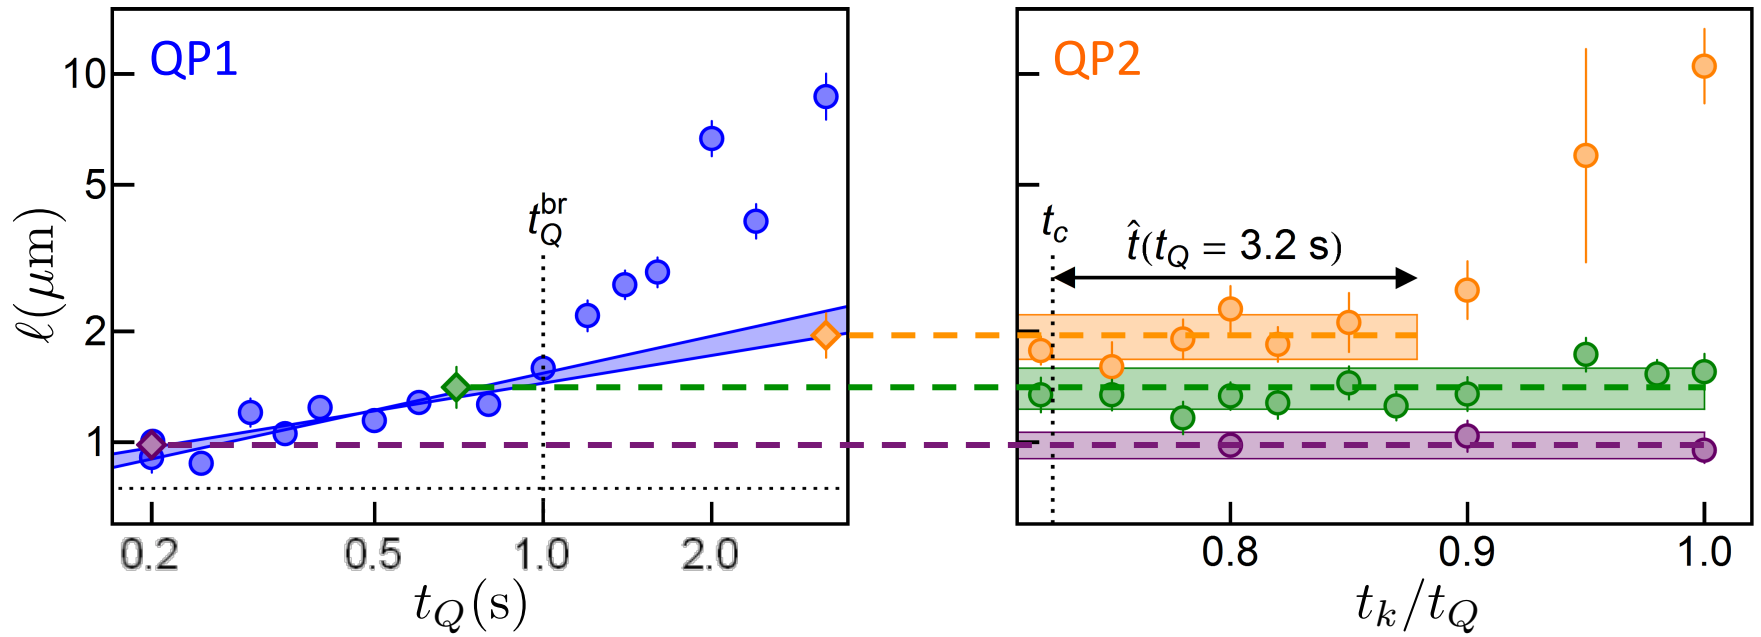 QP1
10
5
2
1
ℓ(μm)
t_Q^br
0.2 0.5 1.0 2.0
t_Q(s)
QP2
t_c
t̂(t_Q = 3.2 s)
0.8 0.9 1.0
t_k/t_Q